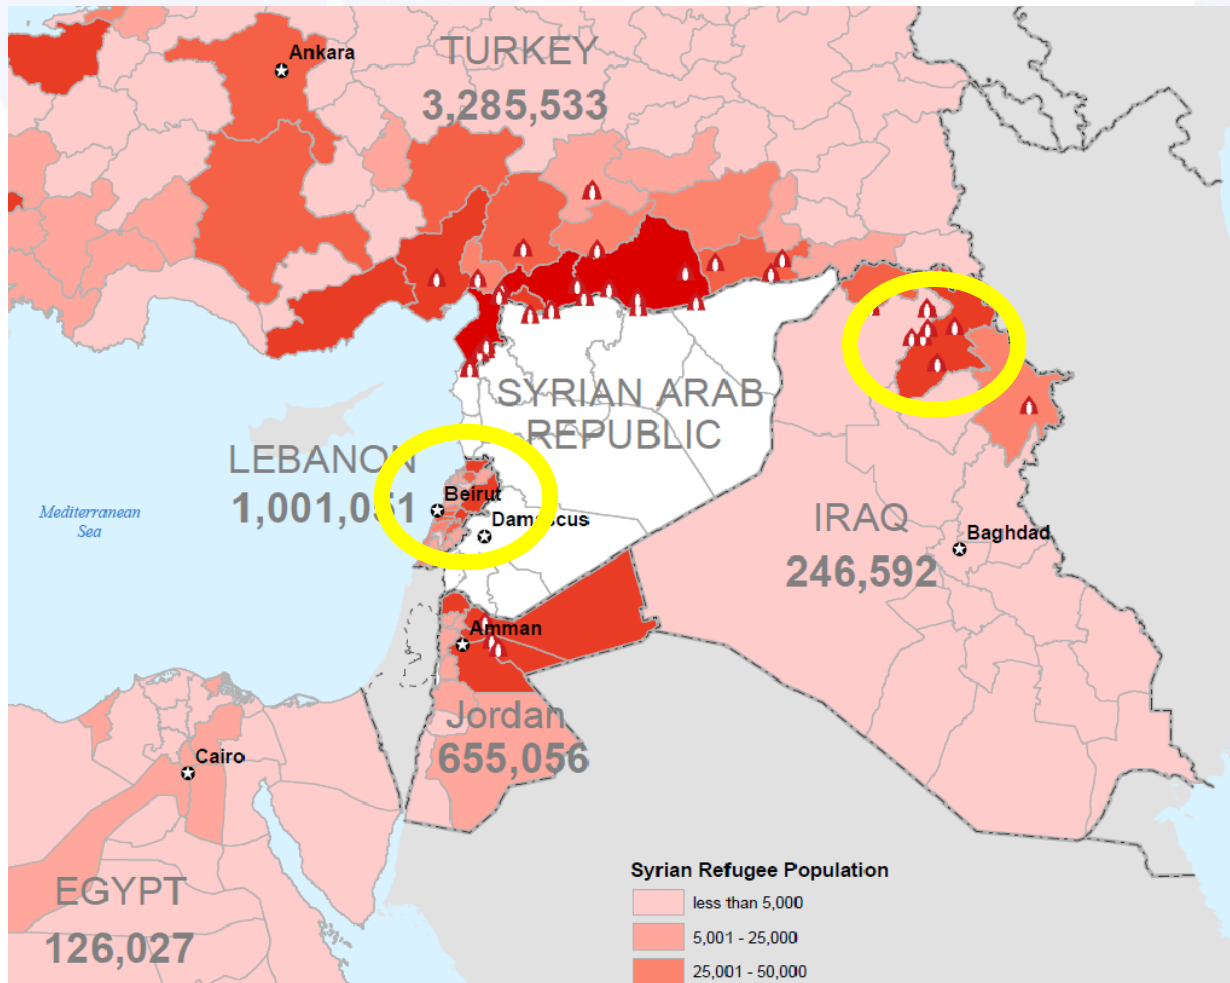 Ankara
TURKEY
3,285,533
SYRIAN ARAB
REPUBLIC
LEBANON
1,001,051
Beirut
Damascus
Mediterranean
Sea
IRAQ
246,592
Baghdad
Amman
Jordan
655,056
Cairo
EGYPT
126,027
Syrian Refugee Population
less than 5,000
5,001 - 25,000
25,001 - 50,000